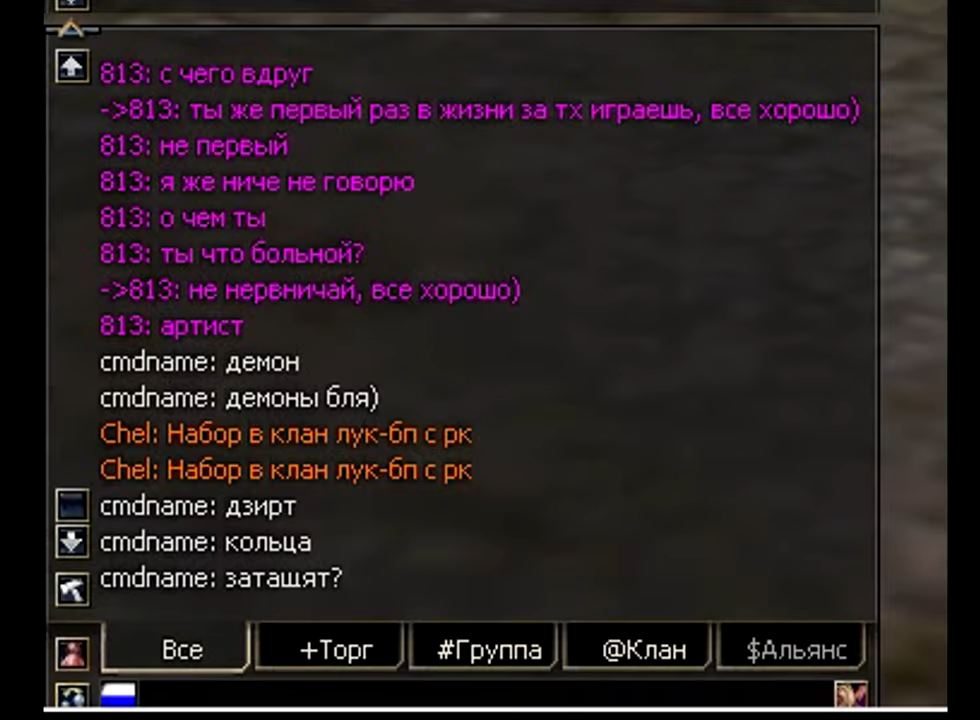 813: с чего вдруг
->813: ты же первый раз в жизни за тх играешь, все хорошо)
813: не первый
813: я же ниче не говорю
813: о чем ты
813: ты что больной?
->813: не нервничай, все хорошо)
813: артист
cmdname: демон
cmdname: демоны бля)
Chel: Набор в клан лук-бп с рк
Chel: Набор в клан лук-бп с рк
cmdname: дзирт
cmdname: кольца
cmdname: затащят?
Все +Торг #Группа @Клан $Альянс